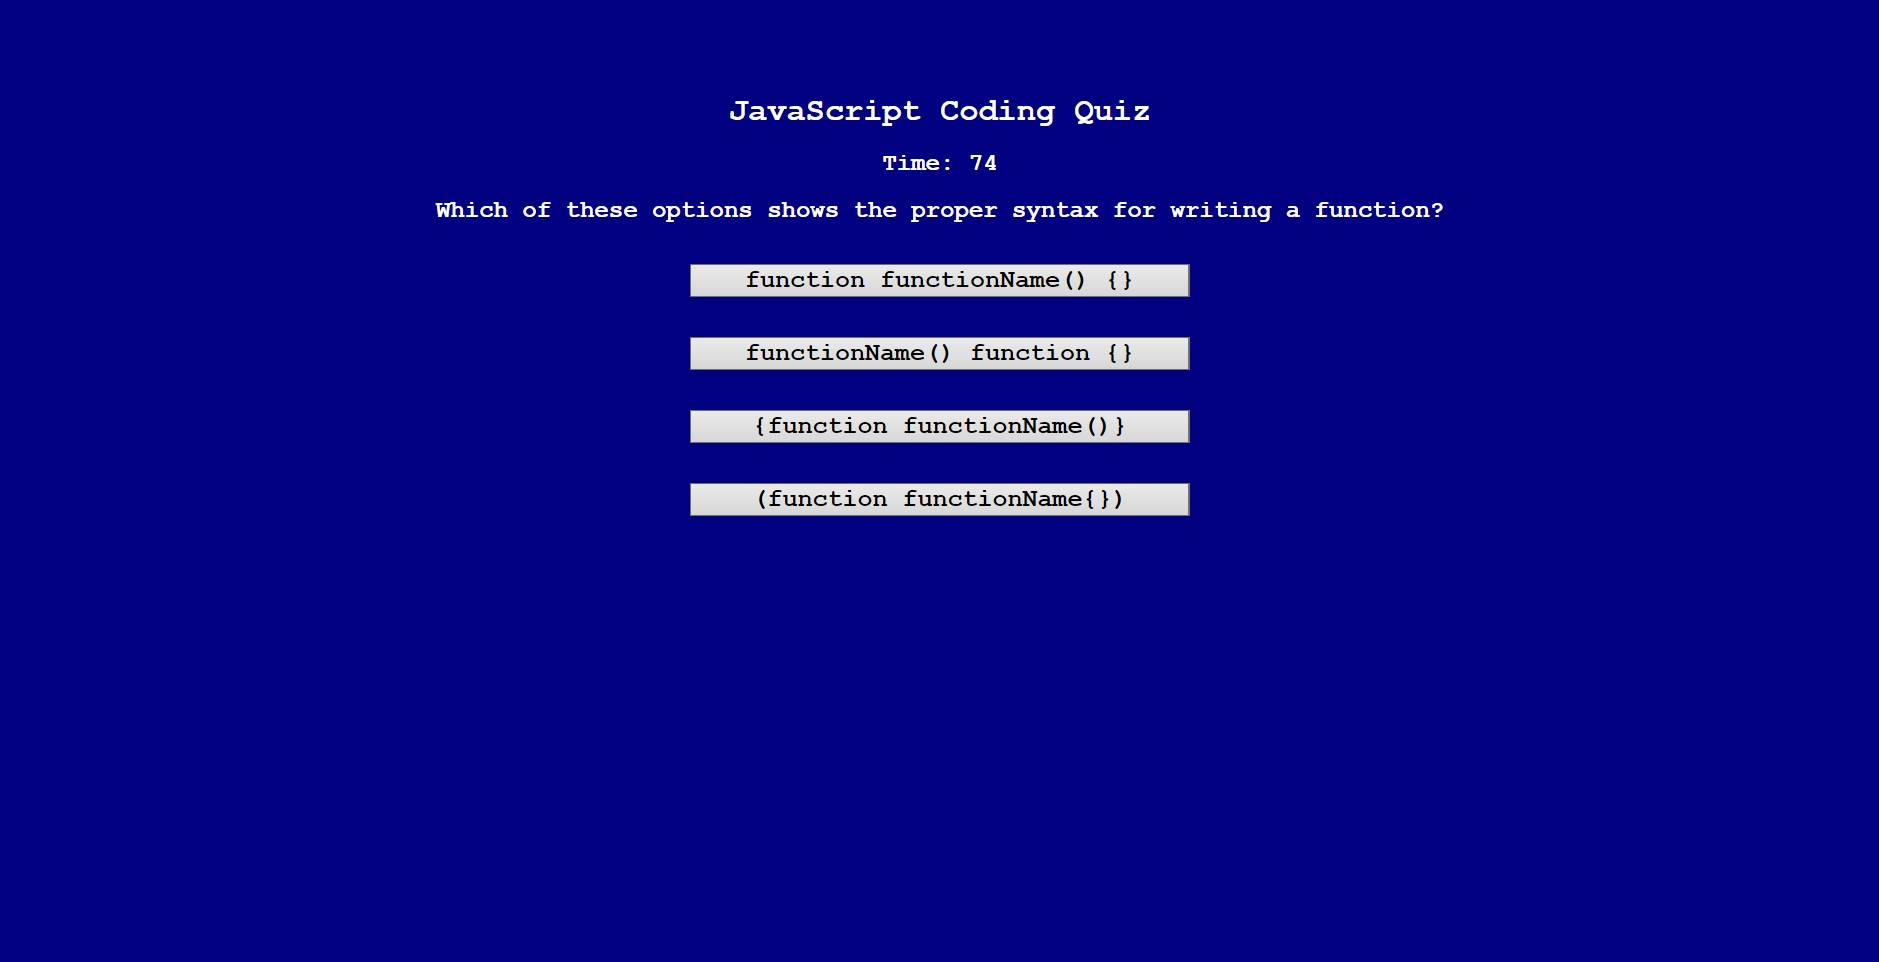 JavaScript Coding Quiz
Time: 74
Which of these options shows the proper syntax for writing a function?
function functionName() {}
functionName() function {}
{function functionName()}
(function functionName{})